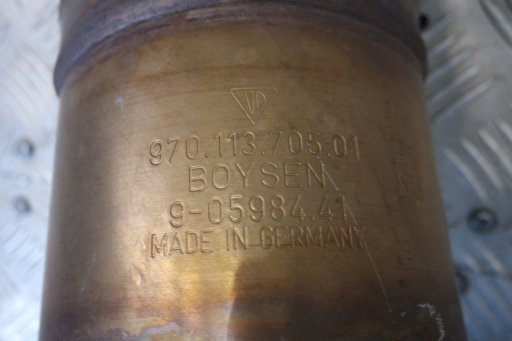 970.113.705.01
BOYSEN
9-05984.41
MADE IN GERMANY